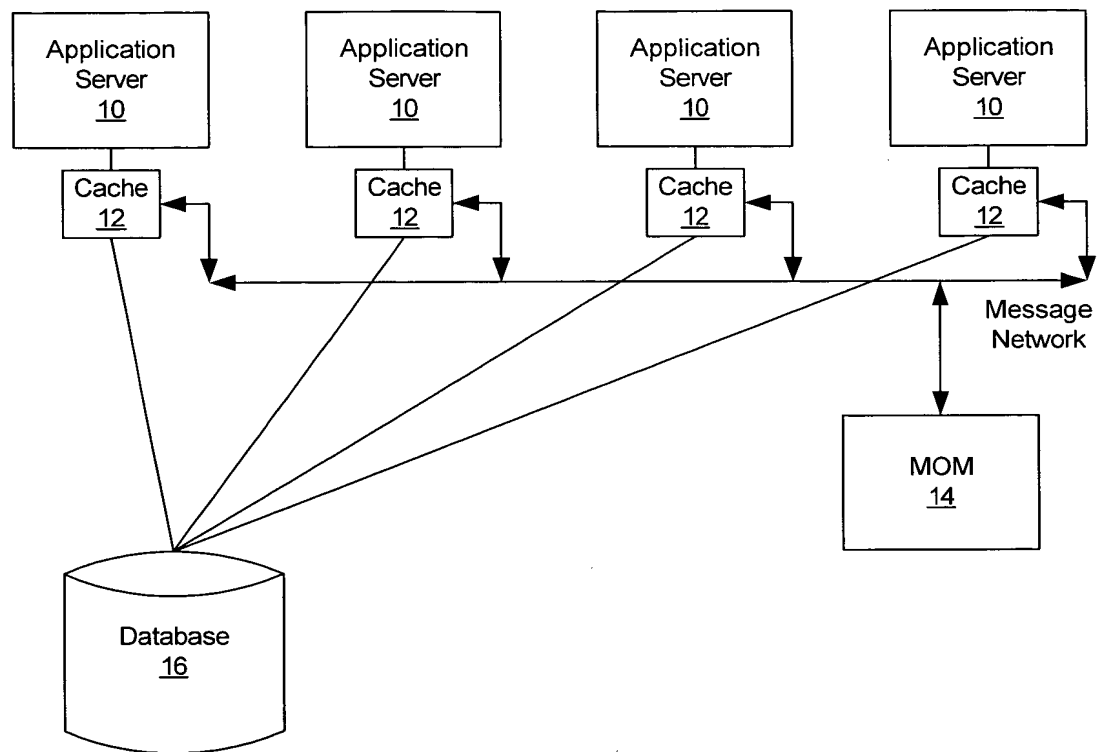 Application
Server
10
Application
Server
10
Application
Server
10
Application
Server
10
Cache
12
Cache
12
Cache
12
Cache
12
Message
Network
MOM
14
Database
16